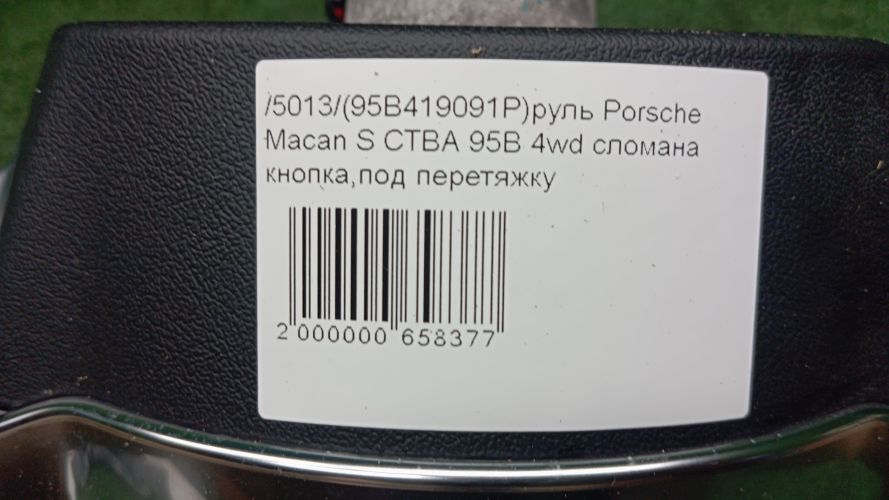 /5013/(95B419091P)руль Porsche
Macan S CTBA 95B 4wd сломана
кнопка,под перетяжку
2 000000 658377